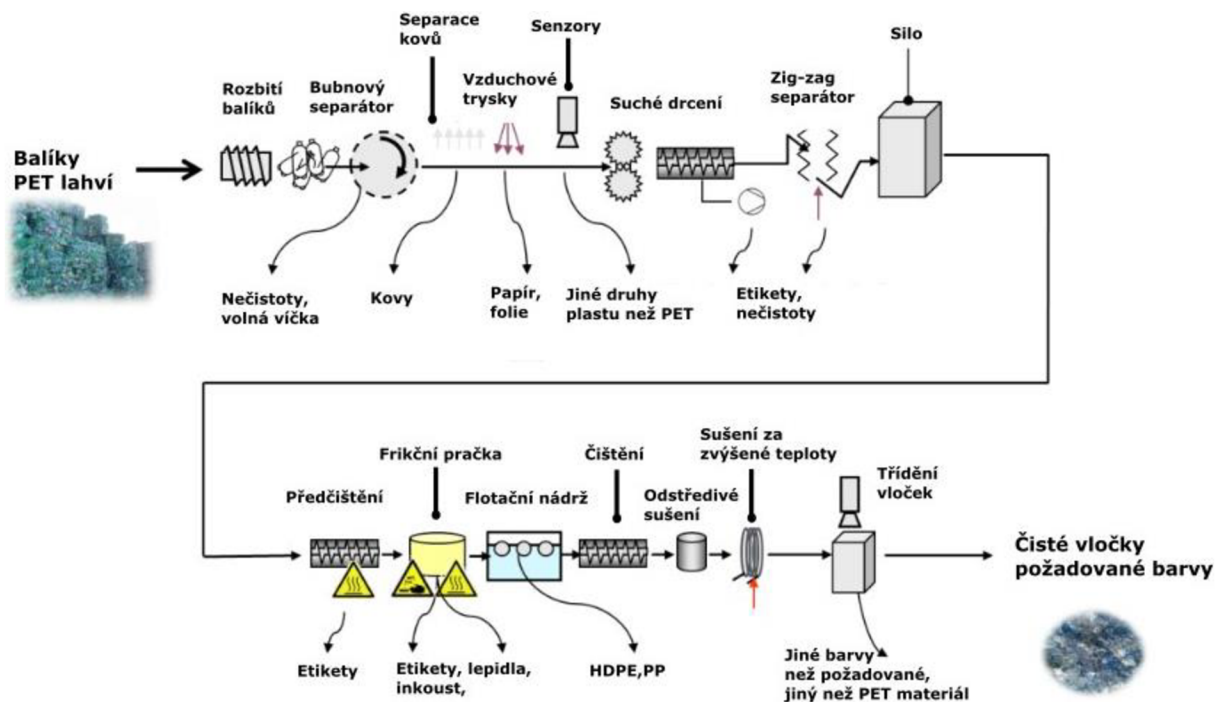 Separace
kovů
Senzory
Silo
Rozbití
balíků
Bubnový
separátor
Vzduchové
trysky
Suché drcení
Zig-zag
separátor
Balíky
PET lahví
Nečistoty,
volná víčka
Kovy
Papír,
folie
Jiné druhy
plastu než PET
Etikety,
nečistoty
Předčištění
Frikční pračka
Flotační nádrž
Čištění
Odstředivé
sušení
Sušení za
zvýšené teploty
Třídění
vloček
Čisté vločky
požadované barvy
Etikety
Etikety, lepidla,
inkoust,
HDPE,PP
Jiné barvy
než požadované,
jiný než PET materiál